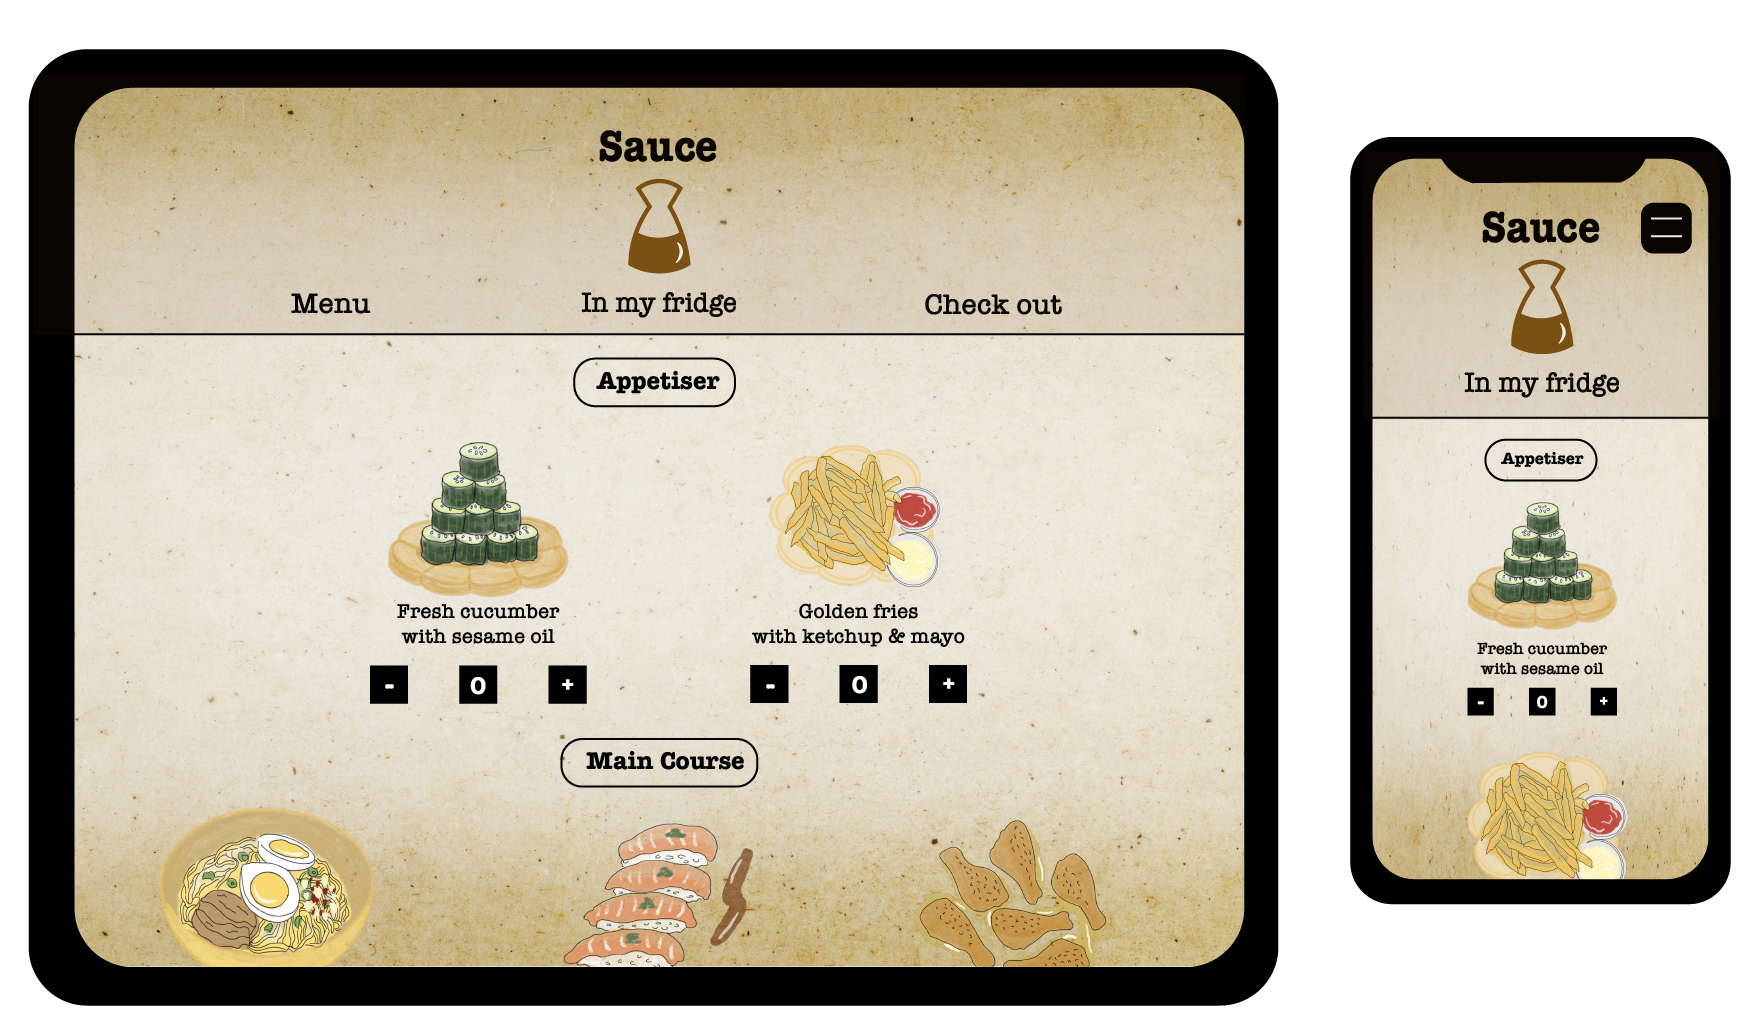 Sauce
Menu
In my fridge
Check out
Appetiser
Fresh cucumber
with sesame oil
Golden fries
with ketchup & mayo
- 0 +
- 0 +
Main Course
Sauce
In my fridge
Appetiser
Fresh cucumber
with sesame oil
- 0 +